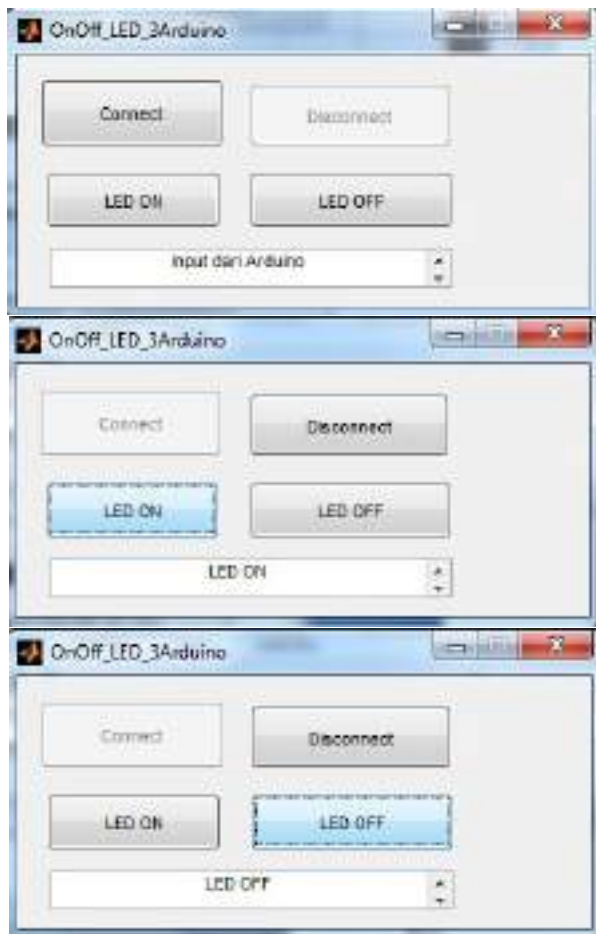 OnOff_LED_3Arduino
Connect Disconnect
LED ON LED OFF
Input dari Arduino
OnOff_LED_3Arduino
Connect Disconnect
LED ON LED OFF
LED ON
OnOff_LED_3Arduino
Connect Disconnect
LED ON LED OFF
LED OFF